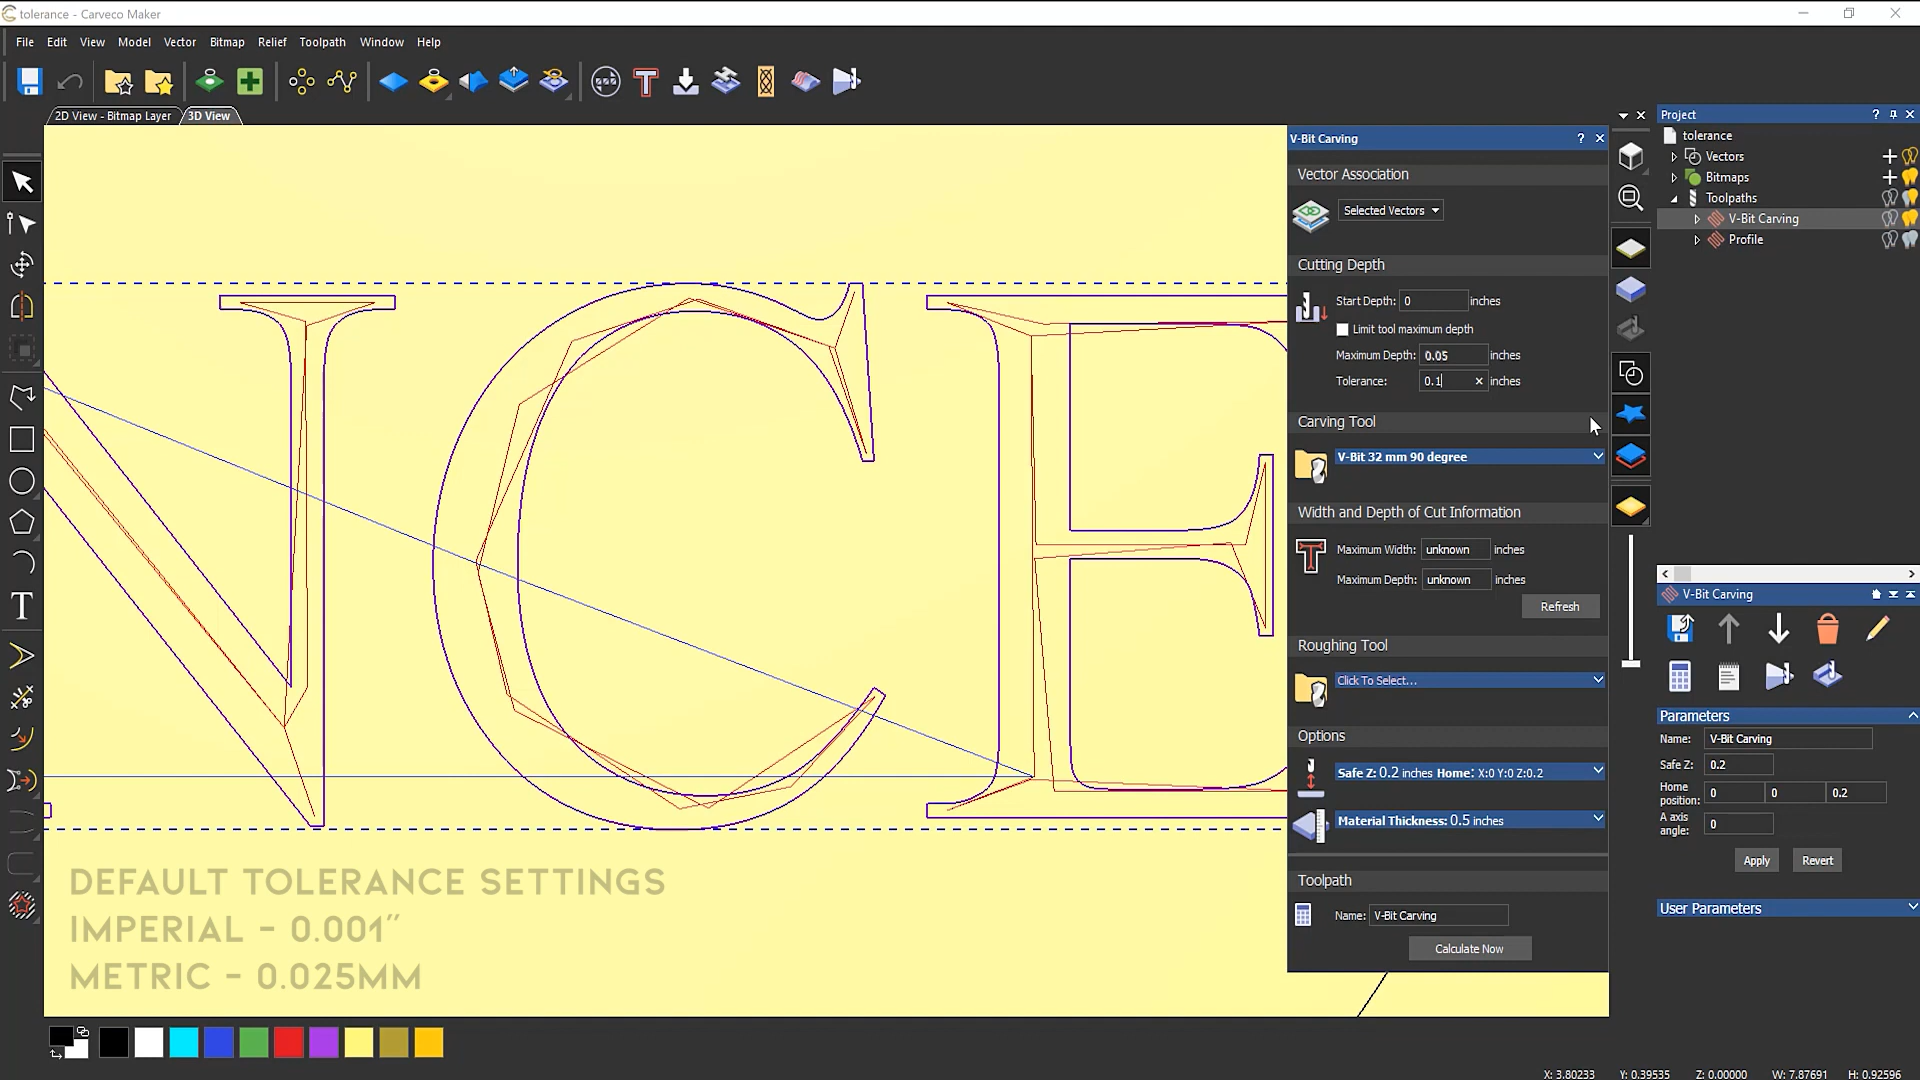 tolerance - Carveco Maker
File Edit View Model Vector Bitmap Relief Toolpath Window Help
2D View - Bitmap Layer 3D View
V-Bit Carving ?
Vector Association
Selected Vectors
Cutting Depth
Start Depth: 0 inches
Limit tool maximum depth
Maximum Depth: 0.05 inches
Tolerance: 0.1 inches
Carving Tool
V-Bit 32 mm 90 degree
Width and Depth of Cut Information
Maximum Width: unknown inches
Maximum Depth: unknown inches
Refresh
Roughing Tool
Click To Select...
Options
Safe Z: 0.2 inches Home: X:0 Y:0 Z:0.2
Material Thickness: 0.5 inches
Toolpath
Name: V-Bit Carving
Calculate Now
Project ?
tolerance
Vectors
Bitmaps
Toolpaths
V-Bit Carving
Profile
V-Bit Carving
Parameters
Name: V-Bit Carving
Safe Z: 0.2
Home position: 0 0 0.2
A axis angle: 0
Apply Revert
User Parameters
NCE
DEFAULT TOLERANCE SETTINGS
IMPERIAL - 0.001"
METRIC - 0.025MM
X: 3.80233 Y: 0.39535 Z: 0.00000 W: 7.87691 H: 0.92596